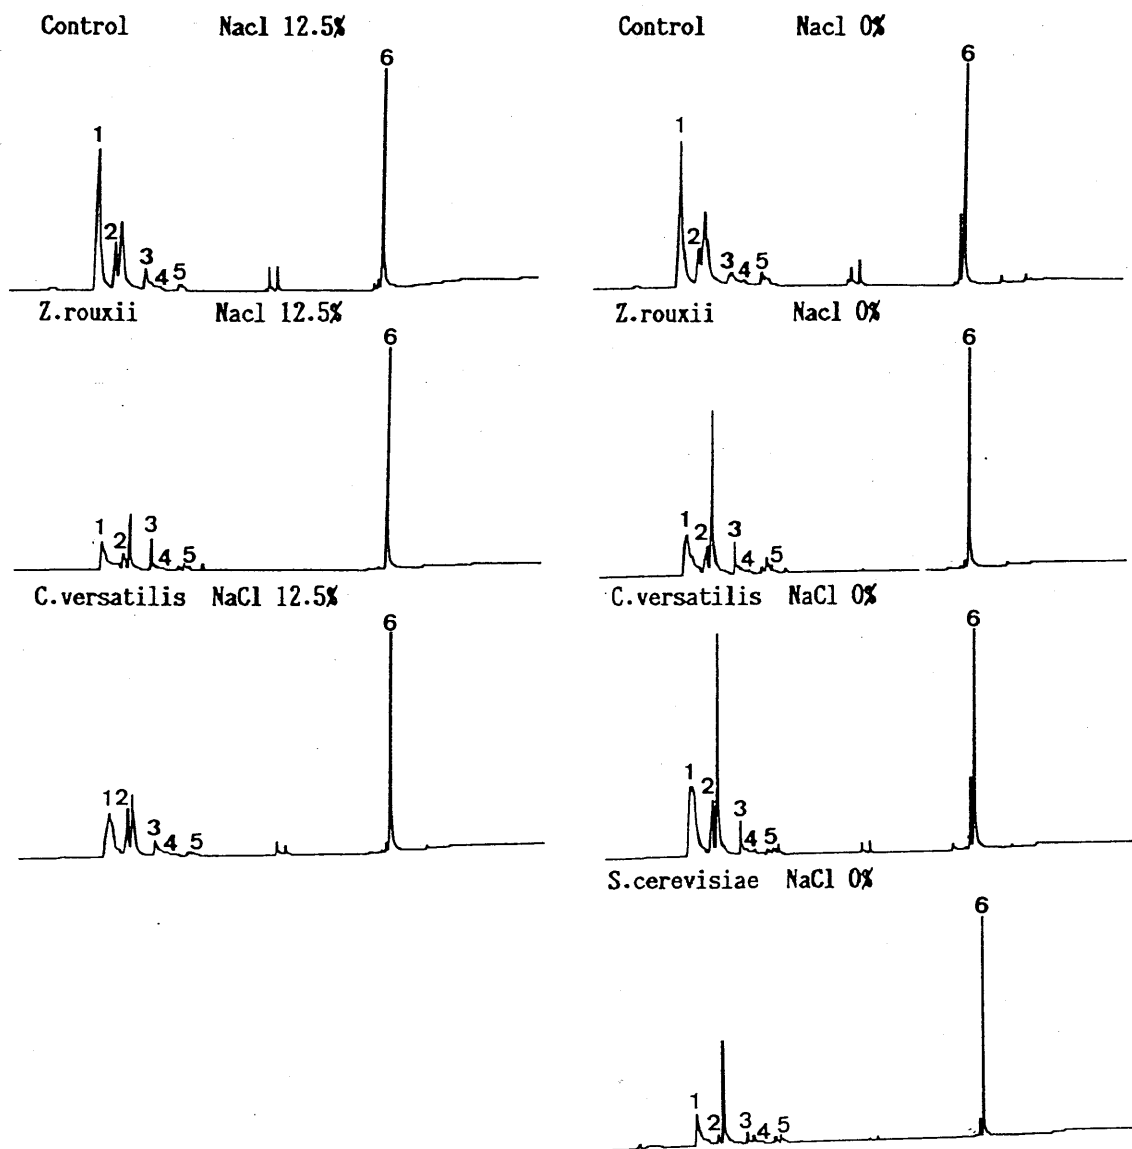 Control Nacl 12.5%
6
1
2
3
4 5
Control Nacl 0%
6
1
2
3 4 5
Z.rouxii Nacl 12.5%
6
1 2 3
4 5
Z.rouxii Nacl 0%
6
1 2 3
4 5
C.versatilis NaCl 12.5%
6
1 2
3 4 5
C.versatilis NaCl 0%
6
1 2
3
4 5
S.cerevisiae NaCl 0%
6
1
2 3 4 5